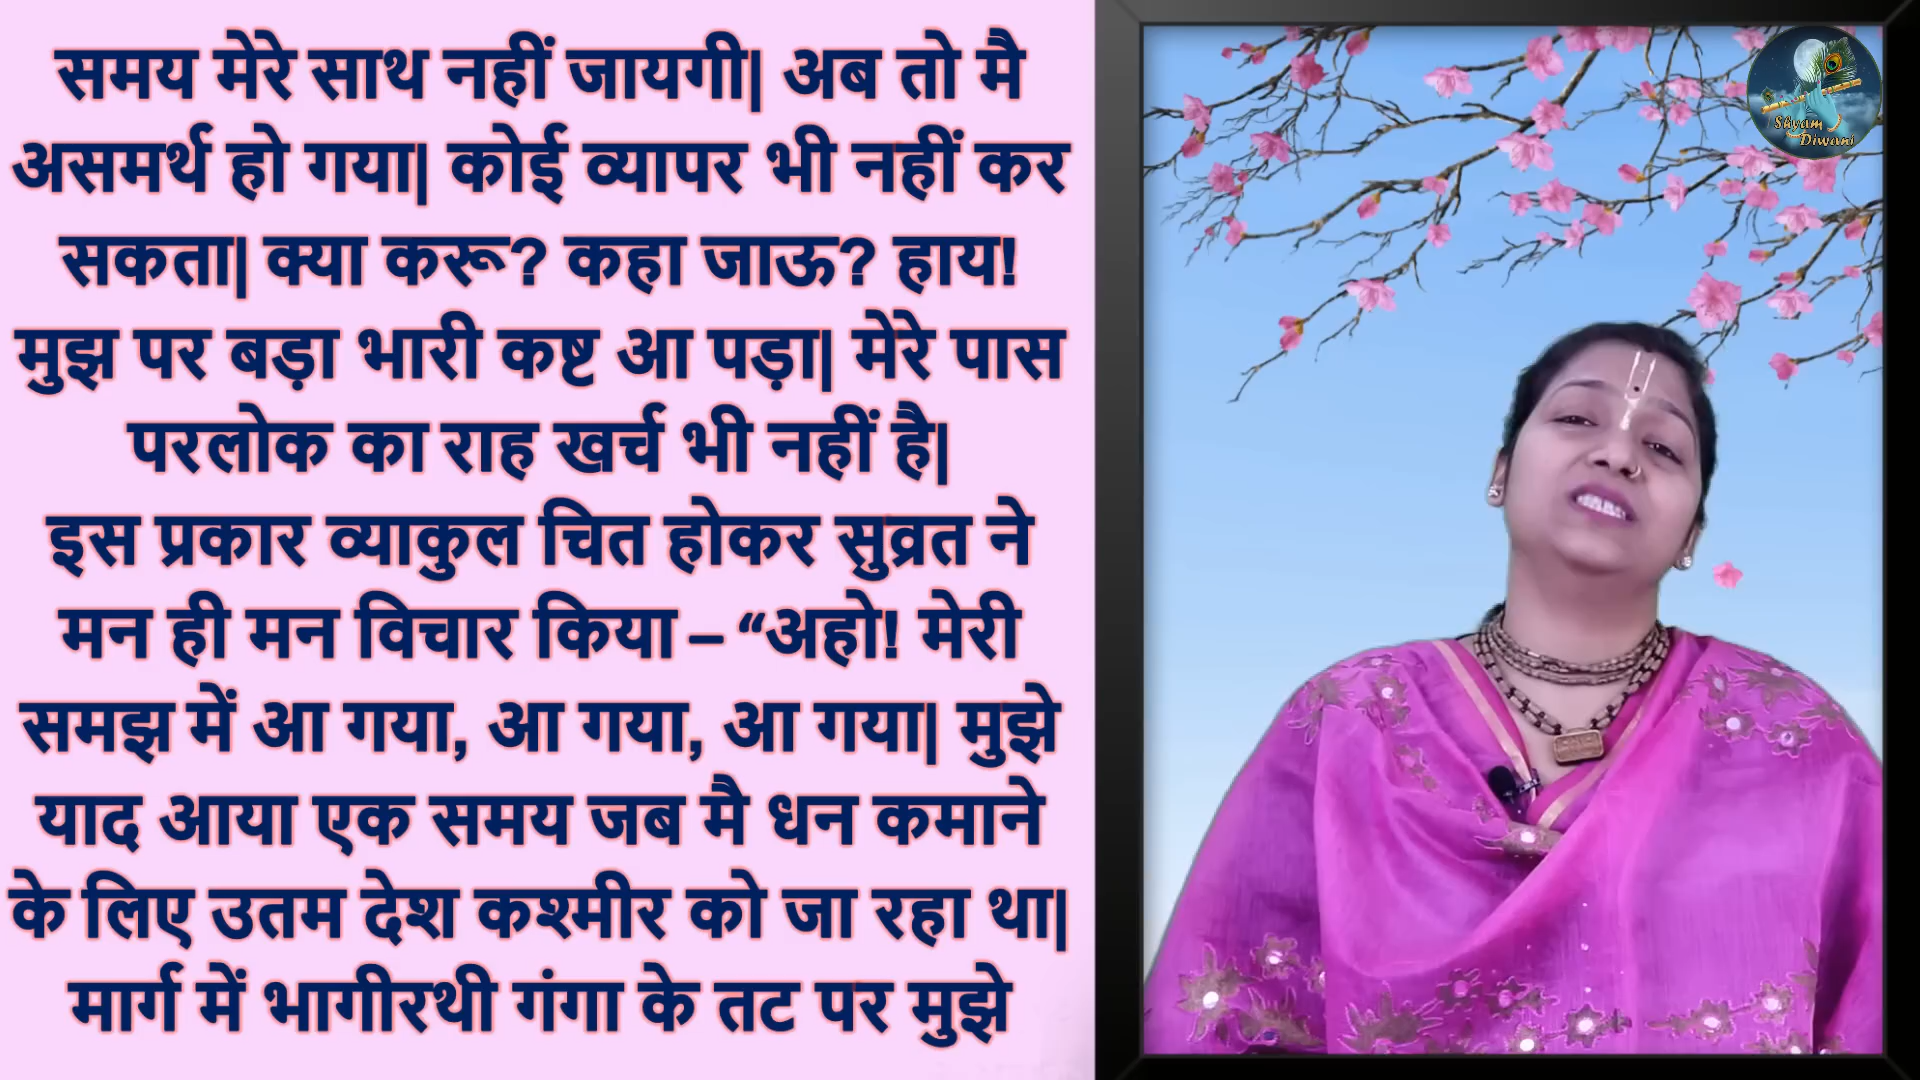 समय मेरे साथ नहीं जायगी| अब तो मै
असमर्थ हो गया| कोई व्यापर भी नहीं कर
सकता| क्या करू? कहा जाऊ? हाय!
मुझ पर बड़ा भारी कष्ट आ पड़ा| मेरे पास
परलोक का राह खर्च भी नहीं है|
इस प्रकार व्याकुल चित होकर सुव्रत ने
मन ही मन विचार किया – “अहो! मेरी
समझ में आ गया, आ गया, आ गया| मुझे
याद आया एक समय जब मै धन कमाने
के लिए उतम देश कश्मीर को जा रहा था|
मार्ग में भागीरथी गंगा के तट पर मुझे
Shyam
Diwani